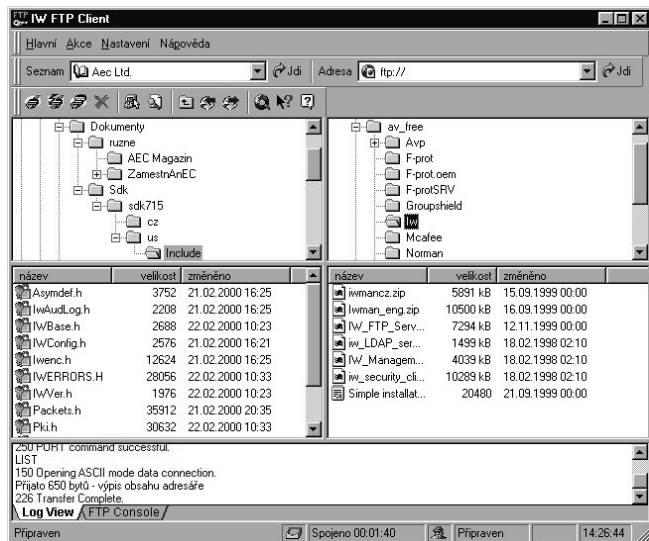 FTP IW FTP Client
Hlavní Akce Nastavení Nápověda
Seznam Aec Ltd. Jdi Adresa ftp:// Jdi
Dokumenty
ruzne
AEC Magazin
ZamestnAnEC
Sdk
sdk715
cz
us
Include
av_free
Avp
F-prot
F-prot.oem
F-protSRV
Groupshield
Iw
Mcafee
Norman
název velikost změněno
Asymdef.h 3752 21.02.2000 16:25
IwAudLog.h 2208 21.02.2000 16:25
IWBase.h 2688 22.02.2000 10:23
IWConfig.h 2576 21.02.2000 16:21
Iwenc.h 12624 21.02.2000 16:25
IWERRORS.H 28056 22.02.2000 10:33
IWVer.h 1976 22.02.2000 10:23
Packets.h 35912 21.02.2000 20:35
Pki.h 30632 22.02.2000 10:33
název velikost změněno
iwmancz.zip 5891 kB 15.09.1999 00:00
Iwman_eng.zip 10500 kB 16.09.1999 00:00
IW_FTP_Serv... 7294 kB 12.11.1999 00:00
iw_LDAP_ser... 1499 kB 18.02.1998 02:10
IW_Managem... 4039 kB 18.02.1998 02:10
iw_security_cli... 10289 kB 18.02.1998 02:10
Simple installat... 20480 21.09.1999 00:00
250 PORT command successful.
LIST
150 Opening ASCII mode data connection.
Přijato 650 bytů - výpis obsahu adresáře
226 Transfer Complete.
Log View FTP Console
Připraven Spojeno 00:01:40 Připraven 14:26:44